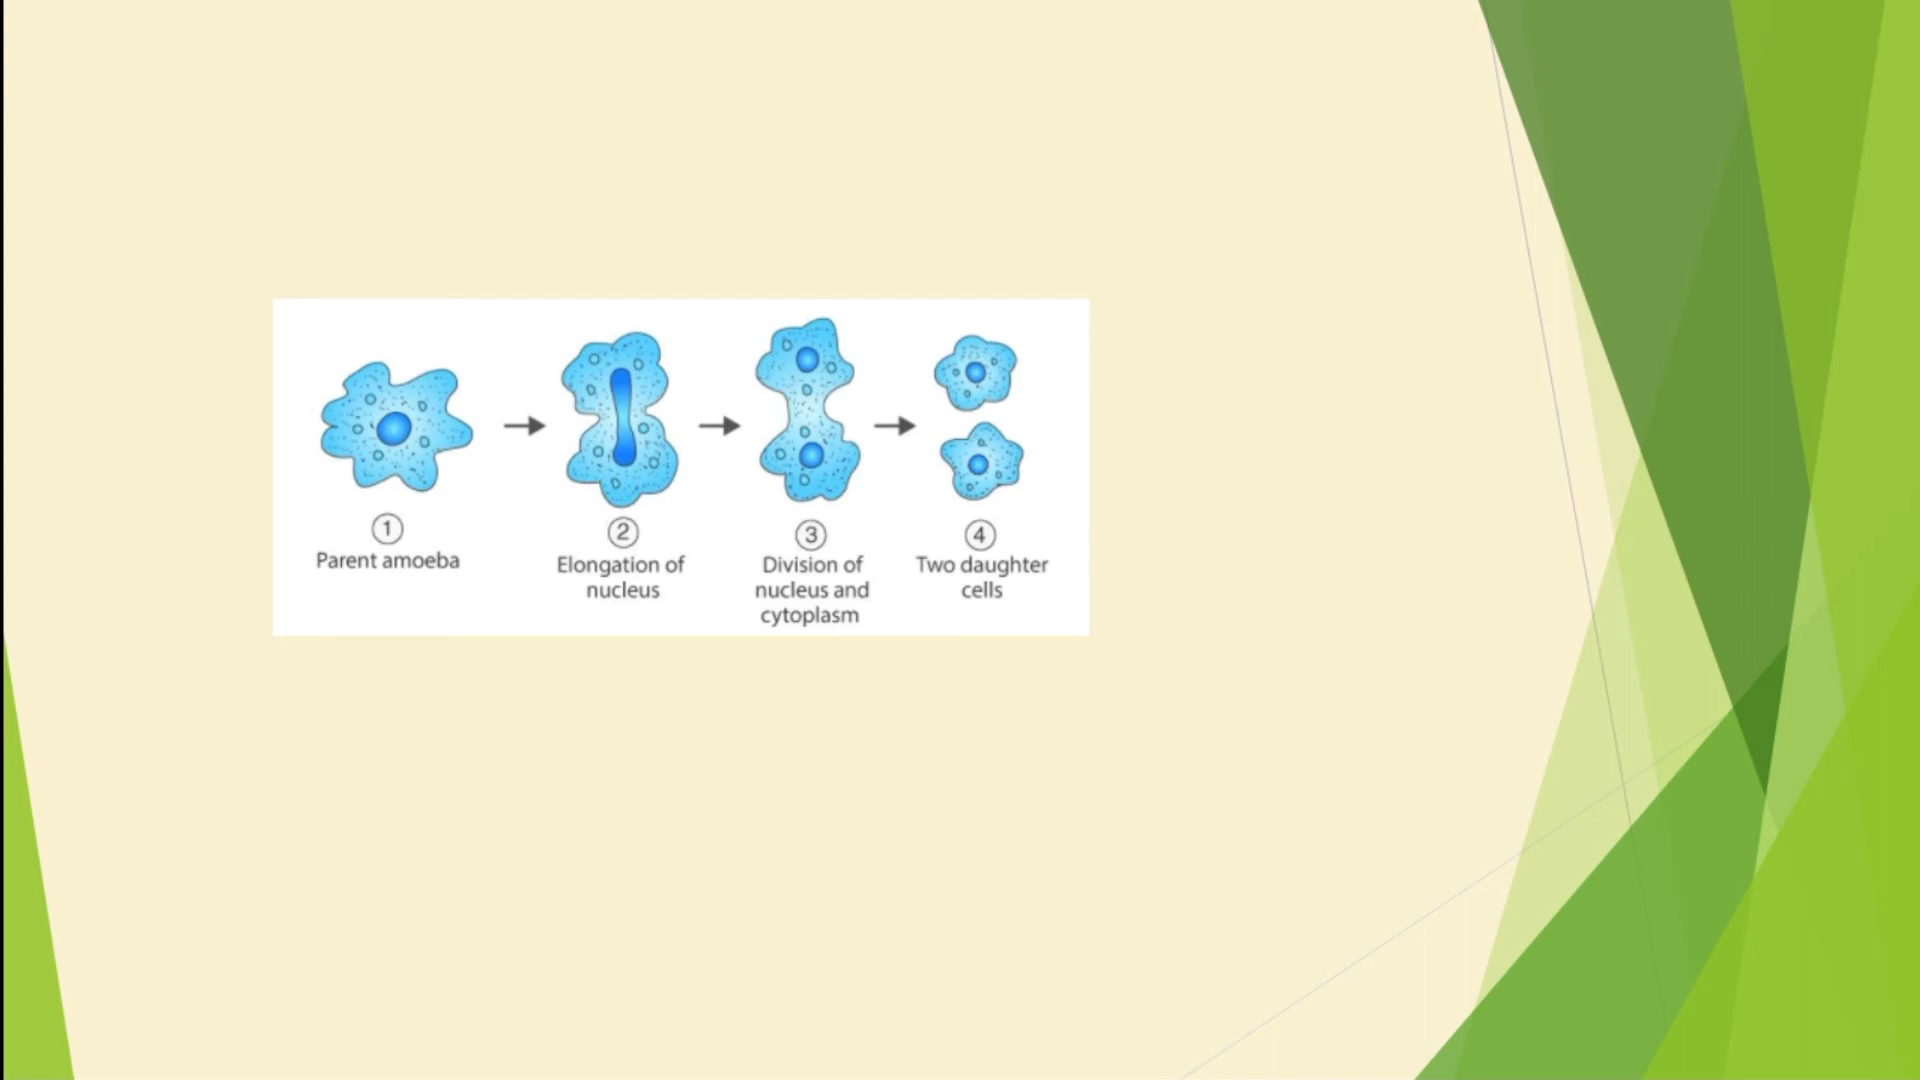 1
Parent amoeba
2
Elongation of
nucleus
3
Division of
nucleus and
cytoplasm
4
Two daughter
cells